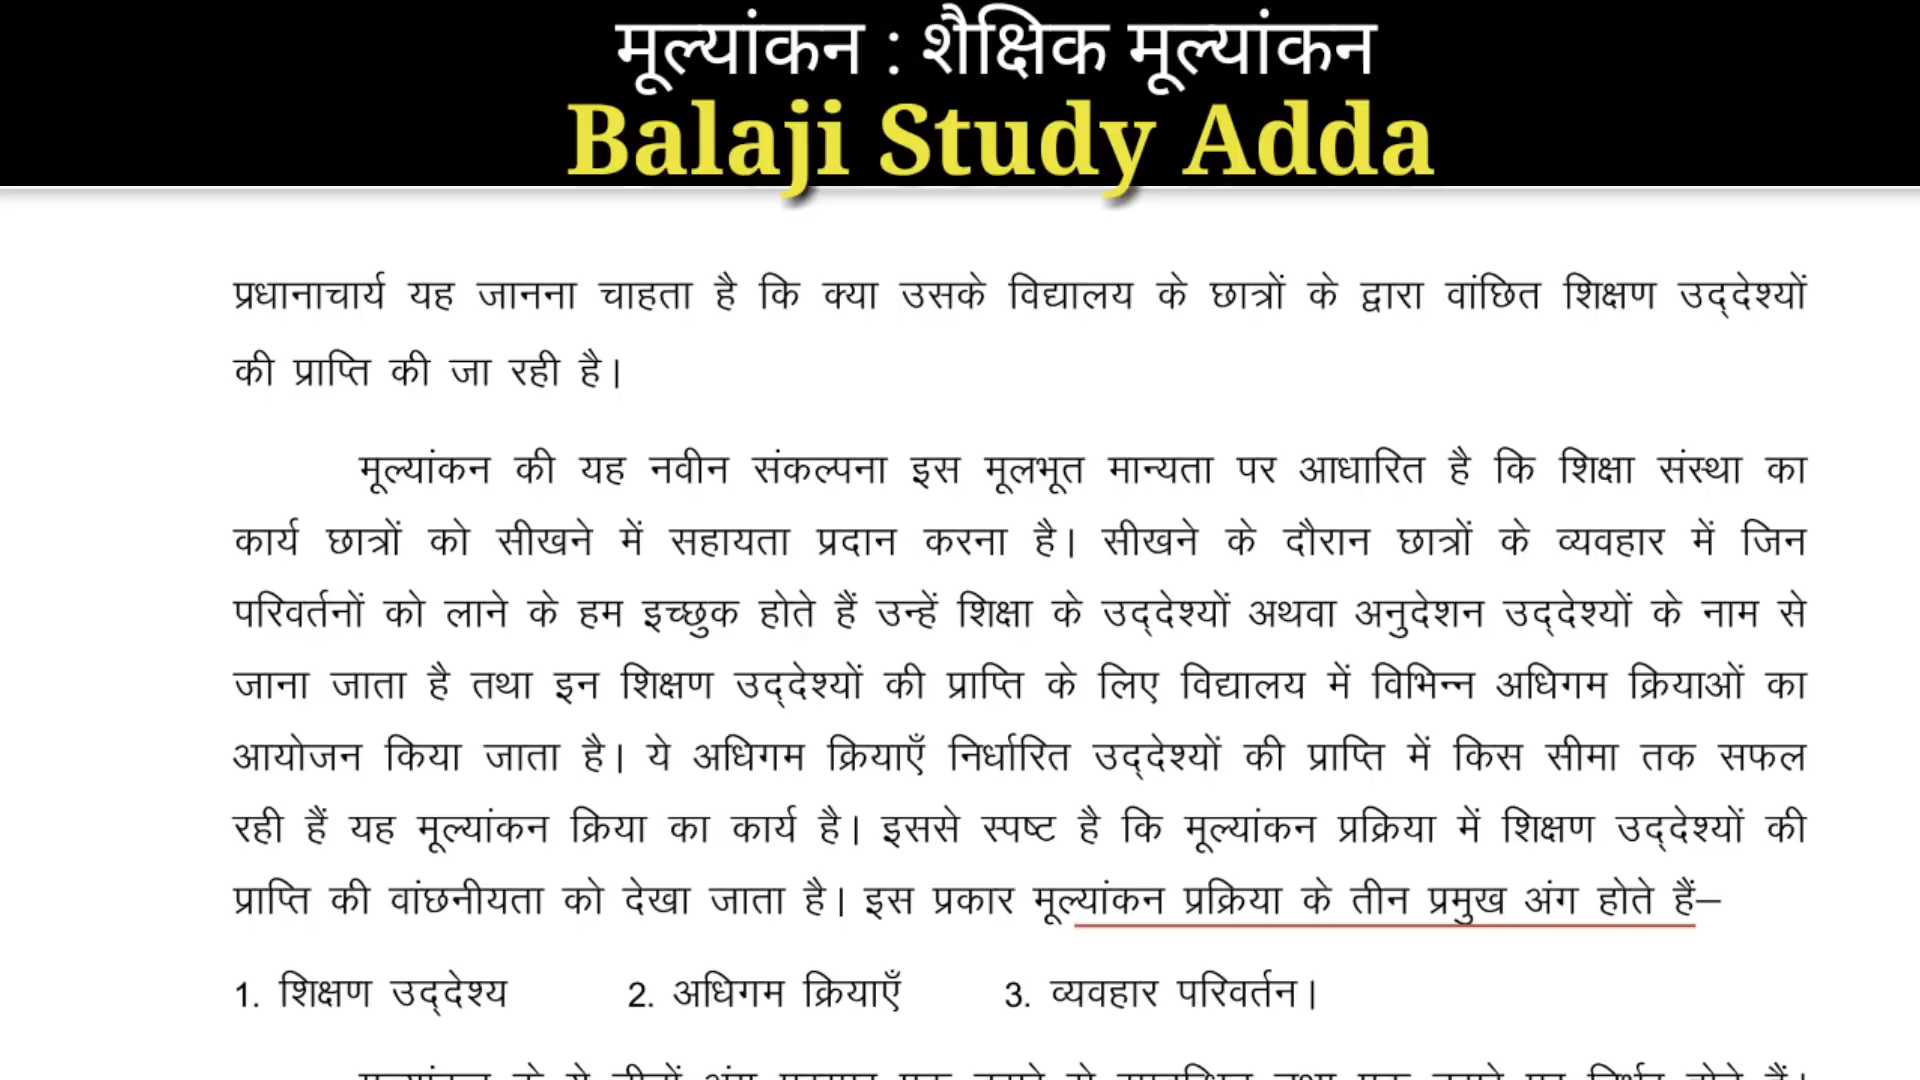 मूल्यांकन : शैक्षिक मूल्यांकन
Balaji Study Adda
प्रधानाचार्य यह जानना चाहता है कि क्या उसके विद्यालय के छात्रों के द्वारा वांछित शिक्षण उद्देश्यों
की प्राप्ति की जा रही है।
मूल्यांकन की यह नवीन संकल्पना इस मूलभूत मान्यता पर आधारित है कि शिक्षा संस्था का
कार्य छात्रों को सीखने में सहायता प्रदान करना है। सीखने के दौरान छात्रों के व्यवहार में जिन
परिवर्तनों को लाने के हम इच्छुक होते हैं उन्हें शिक्षा के उद्देश्यों अथवा अनुदेशन उद्देश्यों के नाम से
जाना जाता है तथा इन शिक्षण उद्देश्यों की प्राप्ति के लिए विद्यालय में विभिन्न अधिगम क्रियाओं का
आयोजन किया जाता है। ये अधिगम क्रियाएँ निर्धारित उद्देश्यों की प्राप्ति में किस सीमा तक सफल
रही हैं यह मूल्यांकन क्रिया का कार्य है। इससे स्पष्ट है कि मूल्यांकन प्रक्रिया में शिक्षण उद्देश्यों की
प्राप्ति की वांछनीयता को देखा जाता है। इस प्रकार मूल्यांकन प्रक्रिया के तीन प्रमुख अंग होते हैं–
1. शिक्षण उद्देश्य 2. अधिगम क्रियाएँ 3. व्यवहार परिवर्तन।